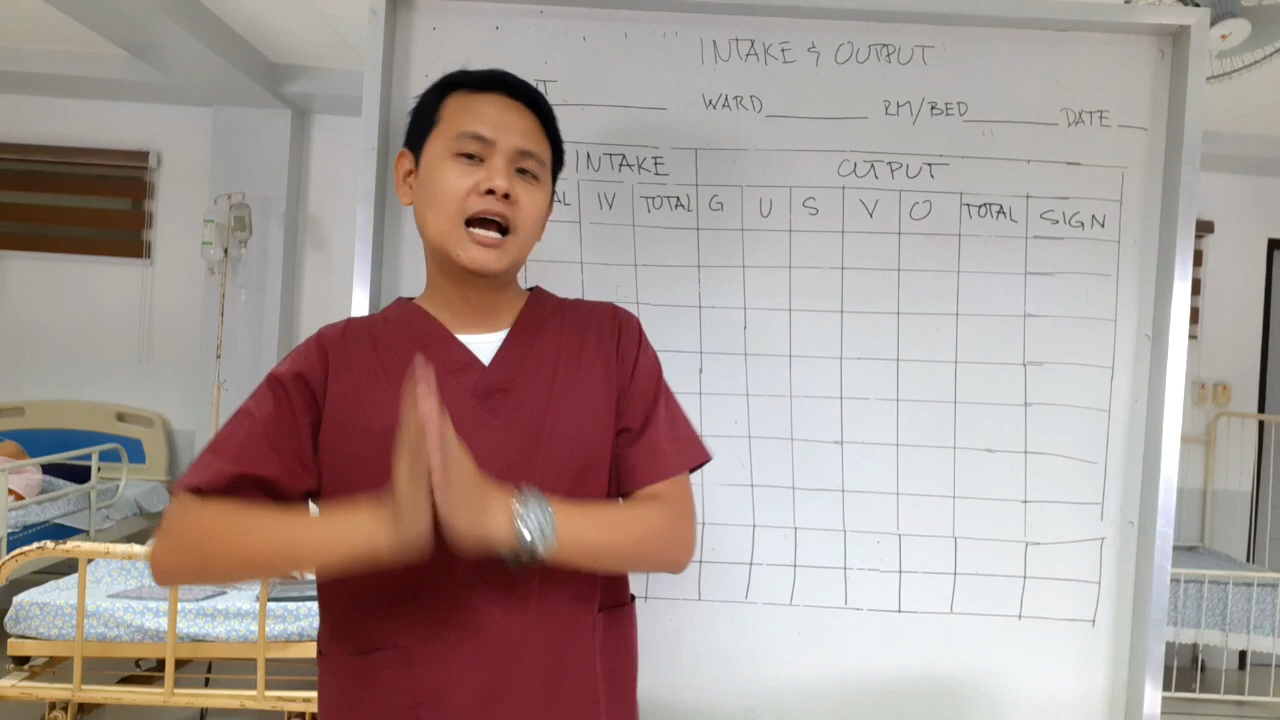 INTAKE & OUTPUT
WARD RM/BED DATE
INTAKE OUTPUT
IV TOTAL G U S V O TOTAL SIGN